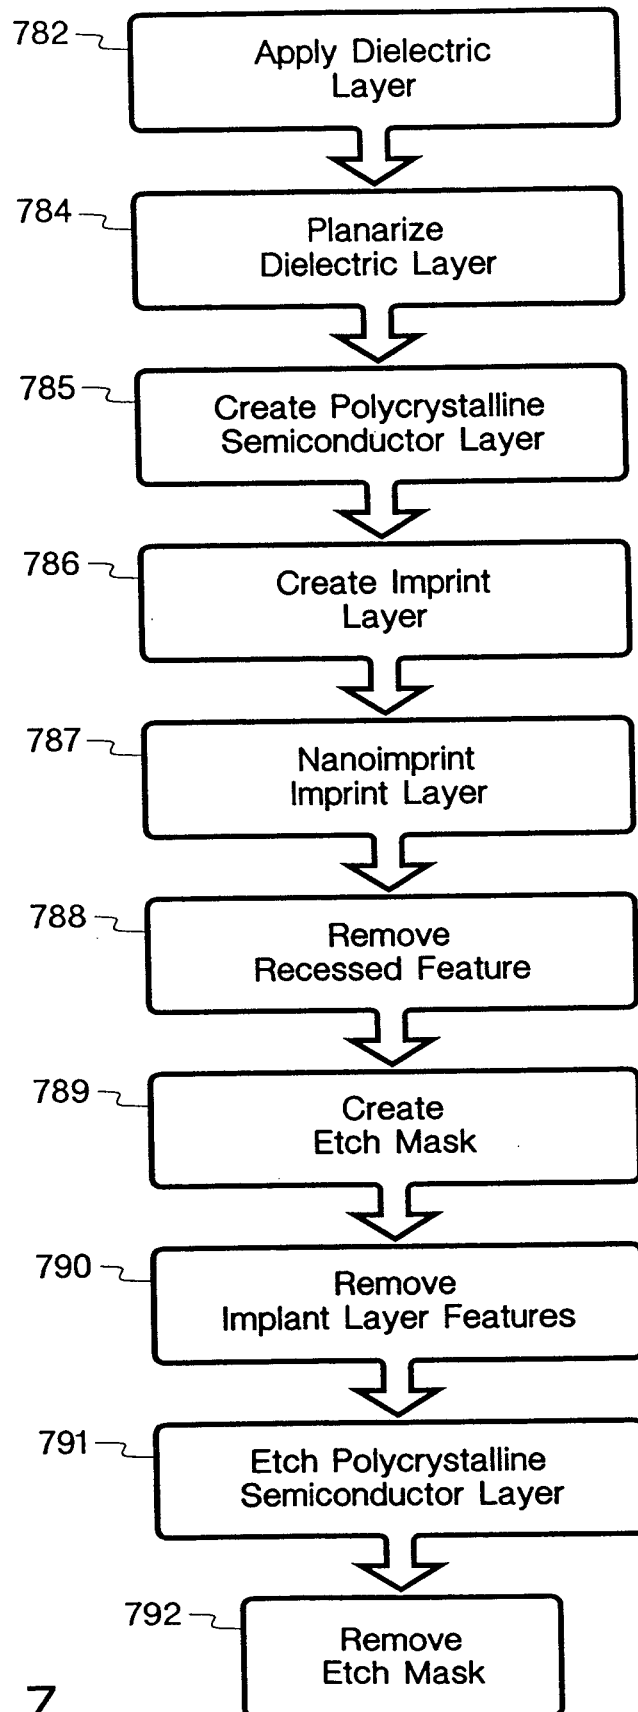 782
Apply Dielectric
Layer
784
Planarize
Dielectric Layer
785
Create Polycrystalline
Semiconductor Layer
786
Create Imprint
Layer
787
Nanoimprint
Imprint Layer
788
Remove
Recessed Feature
789
Create
Etch Mask
790
Remove
Implant Layer Features
791
Etch Polycrystalline
Semiconductor Layer
792
Remove
Etch Mask
7